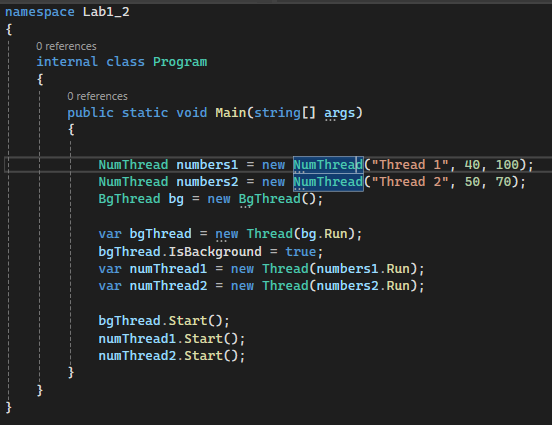 namespace Lab1_2
{
0 references
internal class Program
{
0 references
public static void Main(string[] args)
{
NumThread numbers1 = new NumThread("Thread 1", 40, 100);
NumThread numbers2 = new NumThread("Thread 2", 50, 70);
BgThread bg = new BgThread();
var bgThread = new Thread(bg.Run);
bgThread.IsBackground = true;
var numThread1 = new Thread(numbers1.Run);
var numThread2 = new Thread(numbers2.Run);
bgThread.Start();
numThread1.Start();
numThread2.Start();
}
}
}